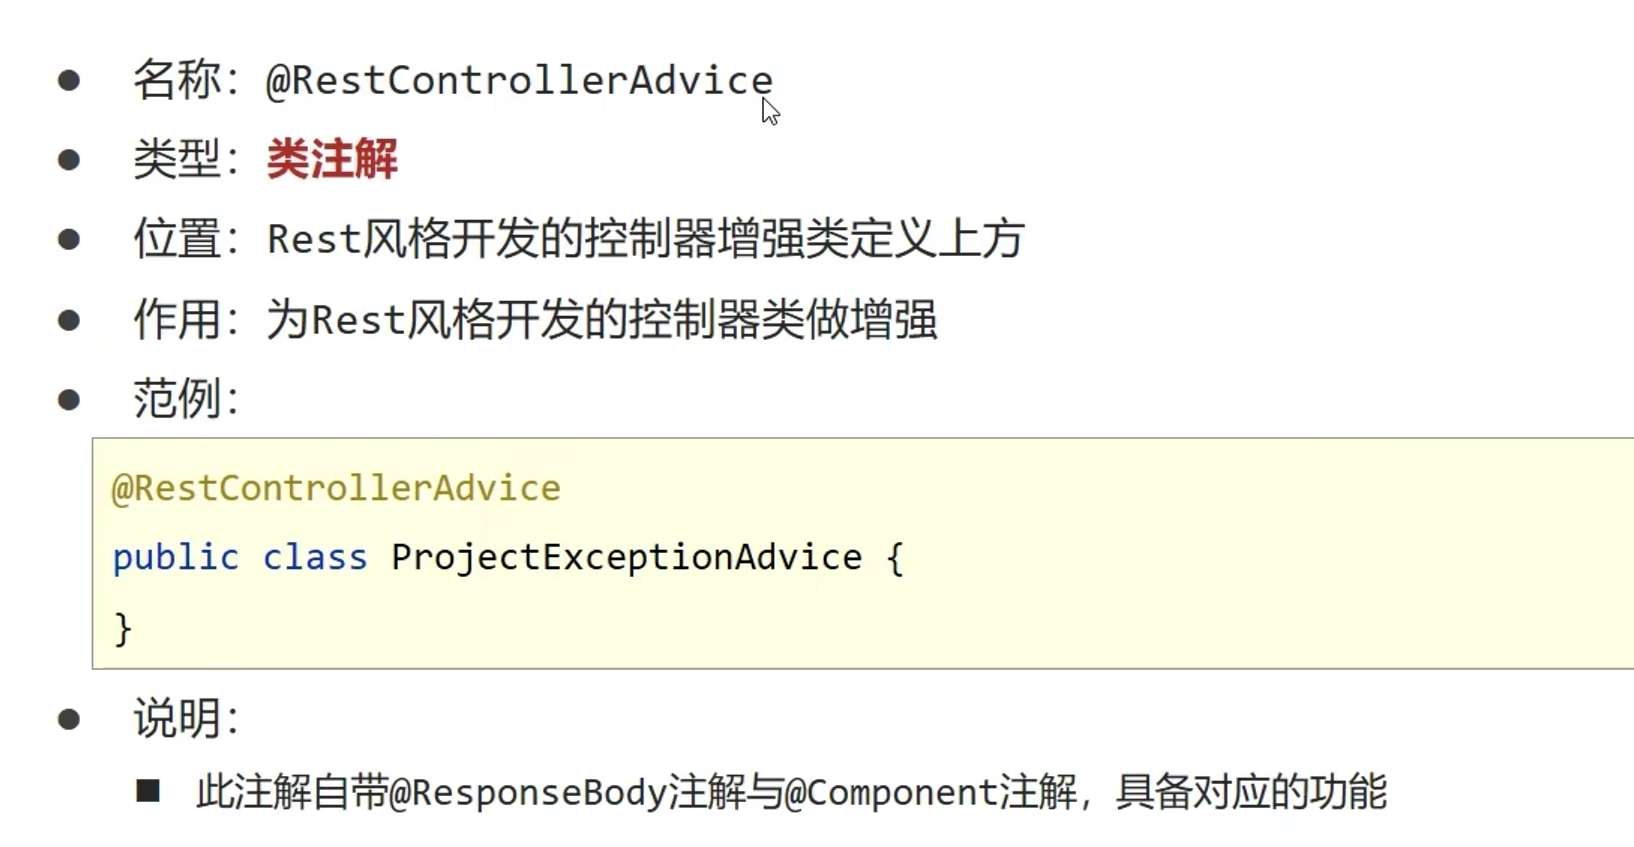 ● 名称：@RestControllerAdvice
● 类型：类注解
● 位置：Rest风格开发的控制器增强类定义上方
● 作用：为Rest风格开发的控制器类做增强
● 范例：
@RestControllerAdvice
public class ProjectExceptionAdvice {
}
● 说明：
■ 此注解自带@ResponseBody注解与@Component注解，具备对应的功能